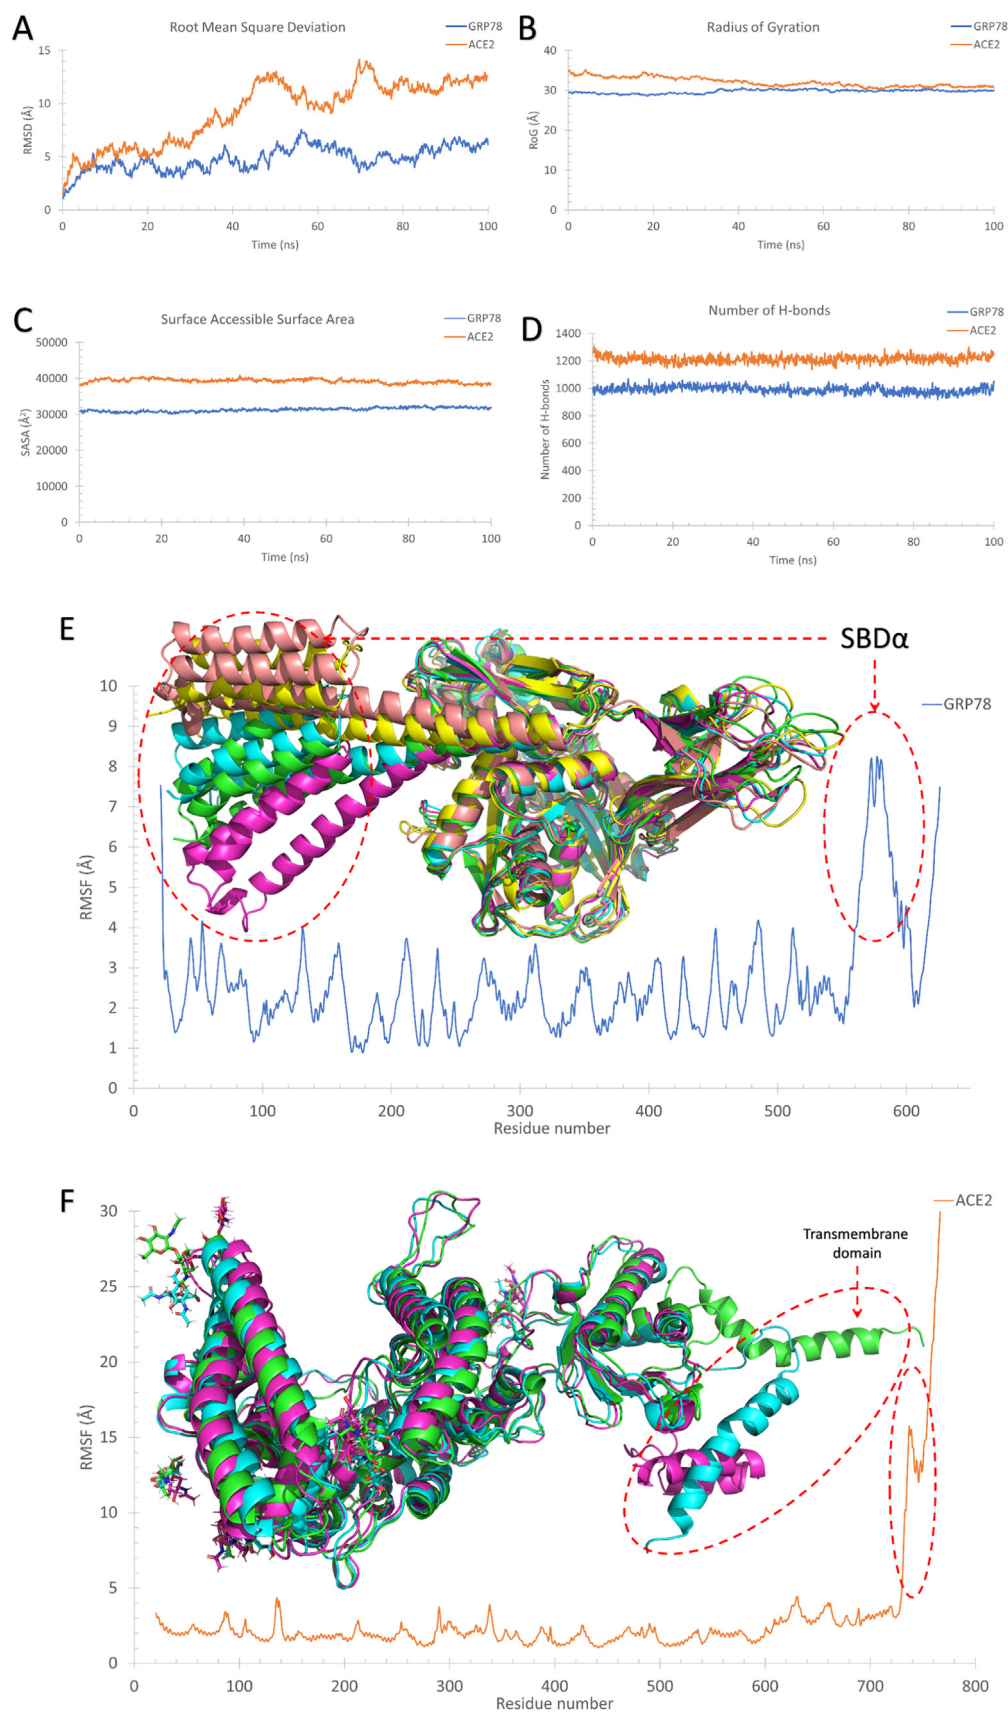 A
Root Mean Square Deviation
GRP78
ACE2
15
10
5
0
RMSD (Å)
0 20 40 60 80 100
Time (ns)
B
Radius of Gyration
GRP78
ACE2
40
30
20
10
0
RoG (Å)
0 20 40 60 80 100
Time (ns)
C
Surface Accessible Surface Area
GRP78
ACE2
50000
40000
30000
20000
10000
0
SASA (Å²)
0 20 40 60 80 100
Time (ns)
D
Number of H-bonds
GRP78
ACE2
1400
1200
1000
800
600
400
200
0
Number of H-bonds
0 20 40 60 80 100
Time (ns)
E
SBDα
GRP78
10
9
8
7
6
5
4
3
2
1
0
RMSF (Å)
0 100 200 300 400 500 600
Residue number
F
ACE2
Transmembrane
domain
30
25
20
15
10
5
0
RMSF (Å)
0 100 200 300 400 500 600 700 800
Residue number